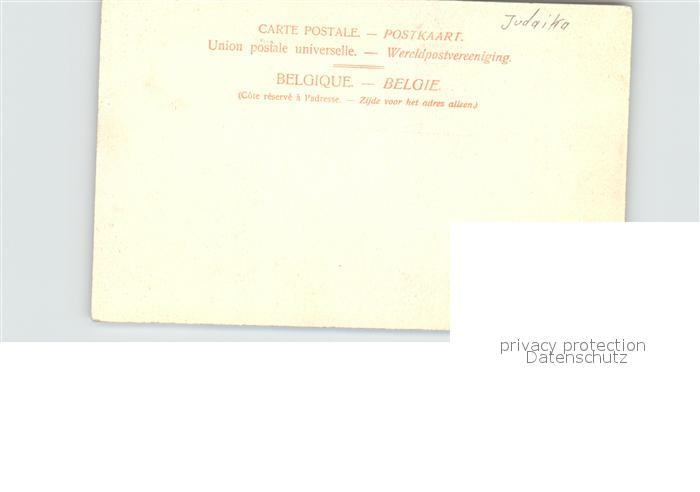 Judaika
CARTE POSTALE. — POSTKAART.
Union postale universelle. — Wereldpostvereeniging.
BELGIQUE. — BELGIE.
(Côte réservé à l'adresse. — Zijde voor het adres alleen.)
privacy protection
Datenschutz